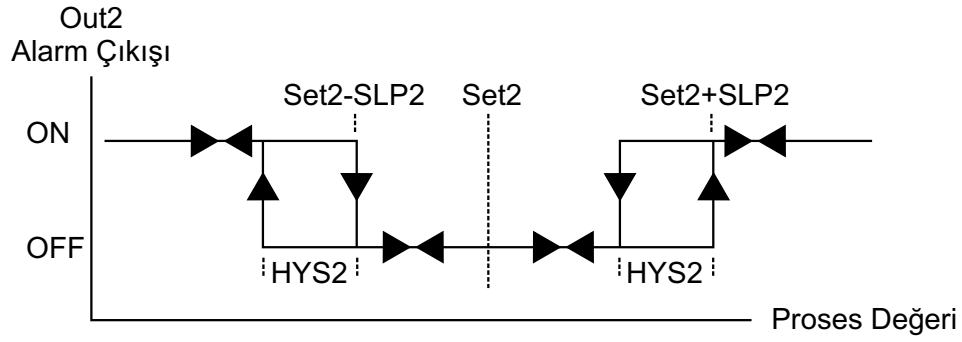 Out2
Alarm Çıkışı
Set2-SLP2 Set2 Set2+SLP2
ON
OFF
HYS2 HYS2
Proses Değeri